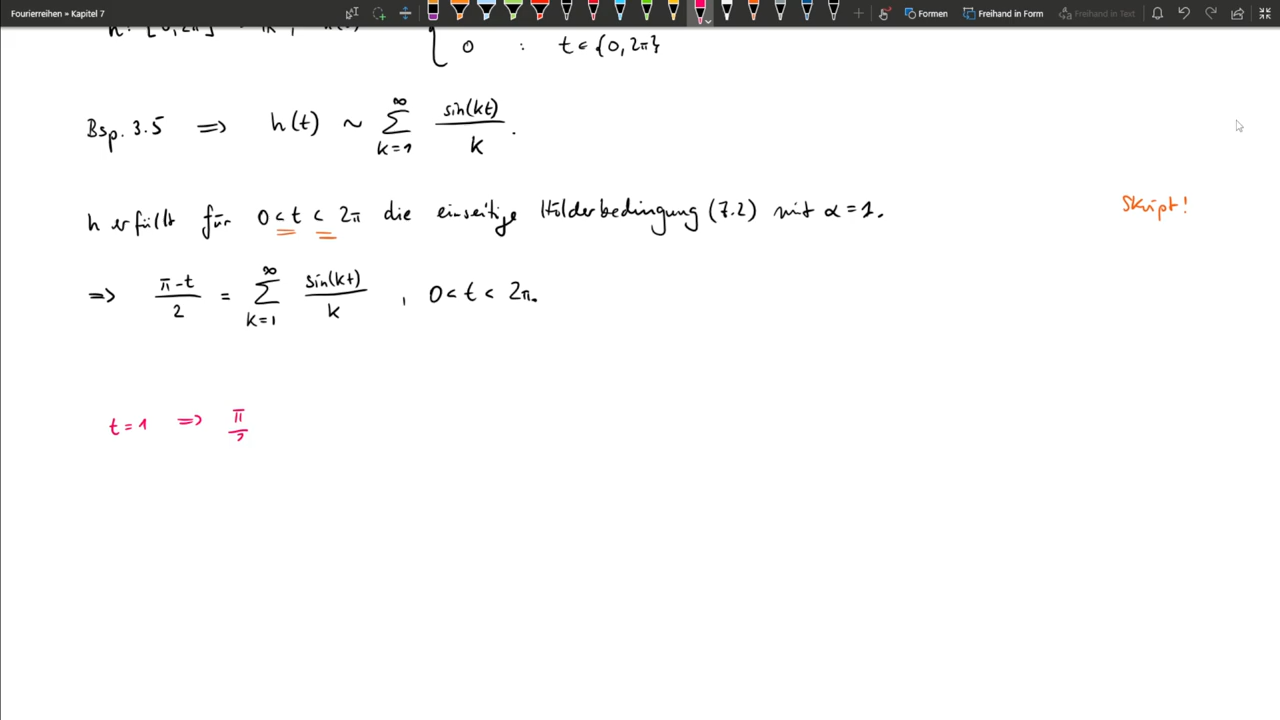 Fourierreihen » Kapitel 7
Formen Freihand in Form Freihand in Text
0 : t ∈ {0, 2π}
Bsp. 3.5 ⇒ h(t) ~ ∑_{k=1}^{∞} sin(kt)/k .
h erfüllt für 0 < t < 2π die einseitige Hölderbedingung (7.2) mit α = 1. Skript!
⇒ (π-t)/2 = ∑_{k=1}^{∞} sin(kt)/k , 0 < t < 2π.
t = 1 ⇒ π/2